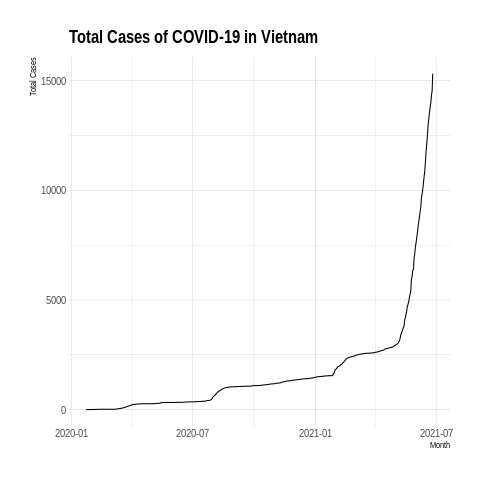 Total Cases of COVID-19 in Vietnam
Total Cases
15000
10000
5000
0
2020-01 2020-07 2021-01 2021-07
Month